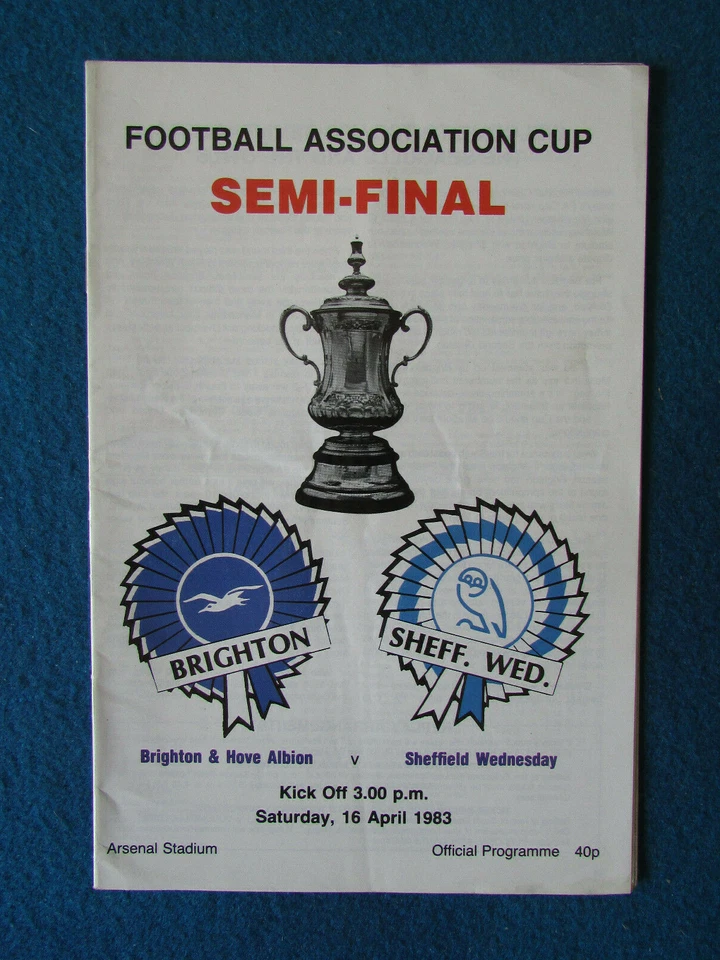 FOOTBALL ASSOCIATION CUP
SEMI-FINAL
BRIGHTON
SHEFF. WED.
Brighton & Hove Albion v Sheffield Wednesday
Kick Off 3.00 p.m.
Saturday, 16 April 1983
Arsenal Stadium
Official Programme 40p